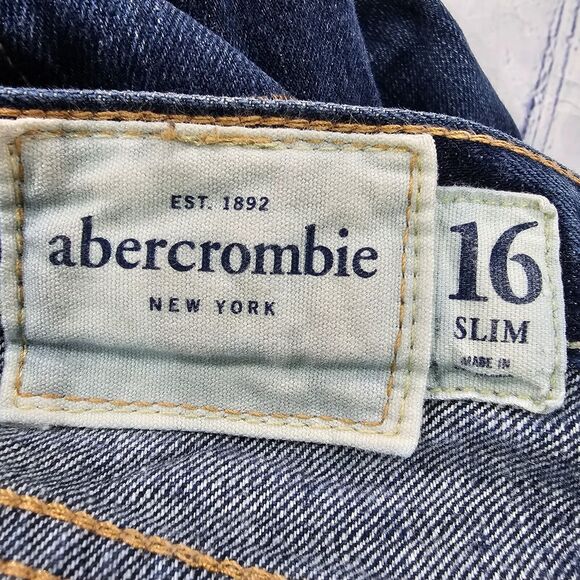 EST. 1892
abercrombie
NEW YORK
16
SLIM
MADE IN